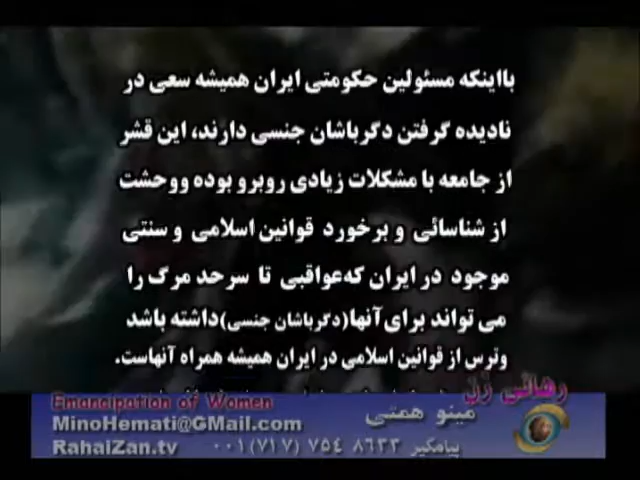 بااینکه مسئولین حکومتی ایران همیشه سعی در
نادیده گرفتن دگرباشان جنسی دارند، این قشر
از جامعه با مشکلات زیادی روبرو بوده ووحشت
از شناسائی و برخورد قوانین اسلامی و سنتی
موجود در ایران که عواقبی تا سرحد مرگ را
می تواند برای آنها(دگرباشان جنسی)داشته باشد
وترس از قوانین اسلامی در ایران همیشه همراه آنهاست.
رهائی زن
Emancipation of Women
مینو همتی
MinoHemati@GMail.com
RahaiZan.tv
پیامگیر ۰۰۱(۷۱۷) ۷۵۴ ۸۶۳۳